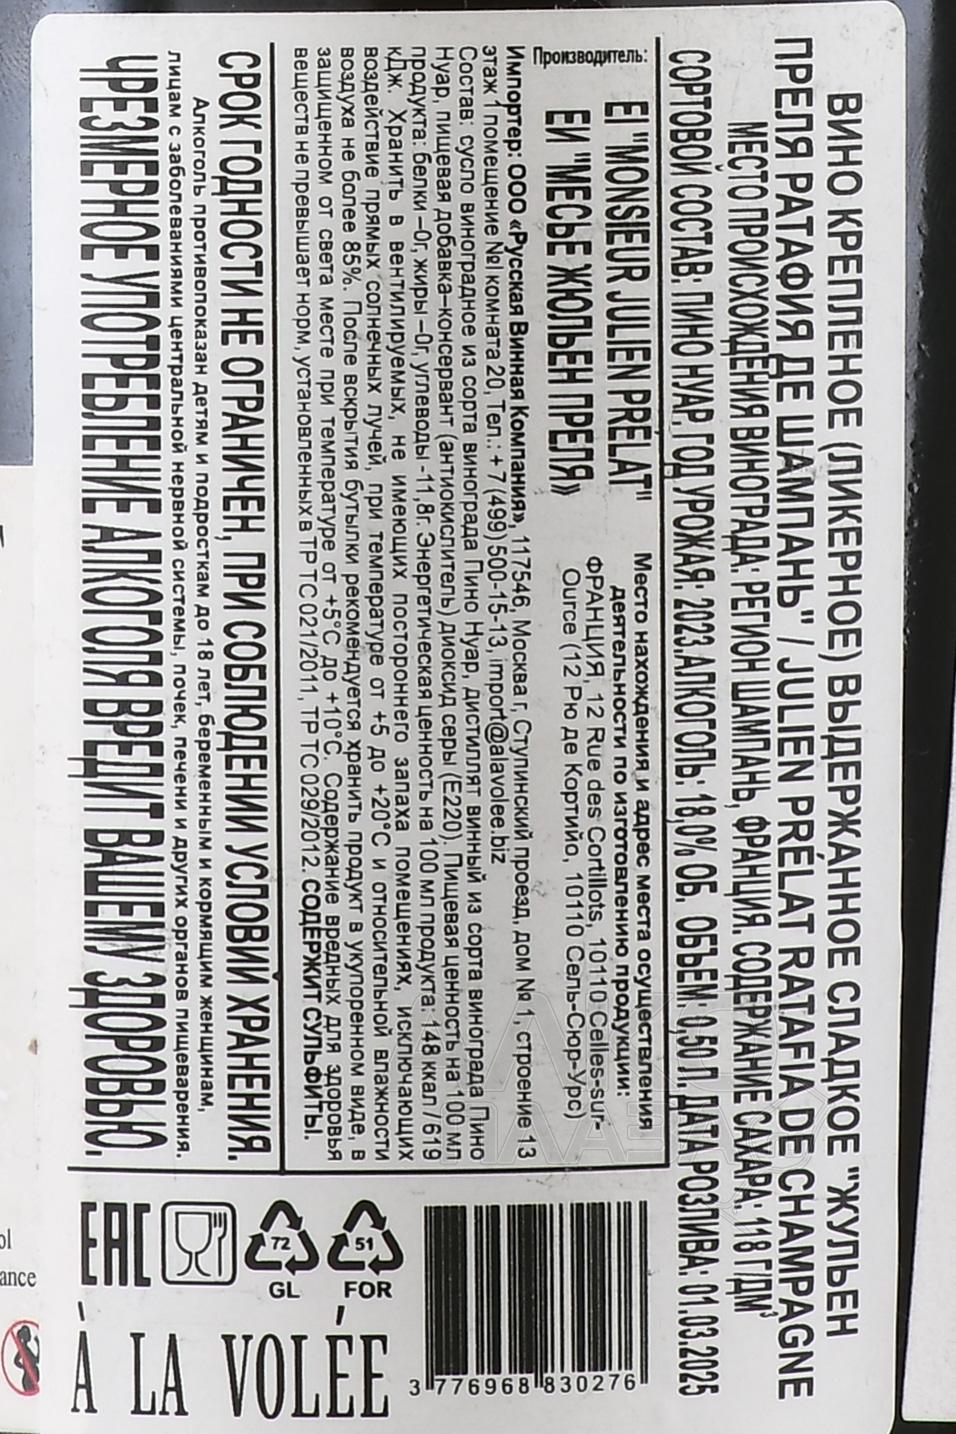 ВИНО КРЕПЛЕНОЕ (ЛИКЕРНОЕ) ВЫДЕРЖАННОЕ СЛАДКОЕ "ЖУЛЬЕН
ПРЕЛЯ РАТАФИЯ ДЕ ШАМПАНЬ" / JULIEN PRÉLAT RATAFIA DE CHAMPAGNE
МЕСТО ПРОИСХОЖДЕНИЯ ВИНОГРАДА: РЕГИОН ШАМПАНЬ, ФРАНЦИЯ. СОДЕРЖАНИЕ САХАРА: 118 Г/ДМ³
СОРТОВОЙ СОСТАВ: ПИНО НУАР. ГОД УРОЖАЯ: 2023.АЛКОГОЛЬ: 18,0% ОБ. ОБЪЕМ: 0,50 Л. ДАТА РОЗЛИВА: 01.03.2025
Производитель:
EI "MONSIEUR JULIEN PRÉLAT"
ЕИ "МЕСЬЕ ЖЮЛЬЕН ПРЕЛЯ»
Место нахождения и адрес места осуществления
деятельности по изготовлению продукции:
ФРАНЦИЯ, 12 Rue des Cortillots, 10110 Celles-sur-
Ource (12 Рю де Кортийо, 10110 Сель-Сюр-Урс)
Импортер: ООО «Русская Винная Компания», 117546, Москва г, Ступинский проезд, дом № 1, строение 13
этаж 1 помещение №I комната 20, Тел.: + 7 (499) 500-15-13, import@alavolee.biz
Состав: сусло виноградное из сорта винограда Пино Нуар, дистиллят винный из сорта винограда Пино
Нуар, пищевая добавка–консервант (антиокислитель) диоксид серы (E220). Пищевая ценность на 100 мл
продукта: белки –0г, жиры –0г, углеводы -11,8г. Энергетическая ценность на 100 мл продукта: 148 ккал / 619
кДж. Хранить в вентилируемых, не имеющих постороннего запаха помещениях, исключающих
воздействие прямых солнечных лучей, при температуре от +5 до +20°С и относительной влажности
воздуха не более 85%. После вскрытия бутылки рекомендуется хранить продукт в укупоренном виде, в
защищенном от света месте при температуре от +5°С до +10°С. Содержание вредных для здоровья
веществ не превышает норм, установленных в ТР ТС 021/2011, ТР ТС 029/2012. СОДЕРЖИТ СУЛЬФИТЫ.
СРОК ГОДНОСТИ НЕ ОГРАНИЧЕН, ПРИ СОБЛЮДЕНИИ УСЛОВИЙ ХРАНЕНИЯ.
Алкоголь противопоказан детям и подросткам до 18 лет, беременным и кормящим женщинам,
лицам с заболеваниями центральной нервной системы, почек, печени и других органов пищеварения.
ЧРЕЗМЕРНОЕ УПОТРЕБЛЕНИЕ АЛКОГОЛЯ ВРЕДИТ ВАШЕМУ ЗДОРОВЬЮ.
3 776968 830276
51
FOR
72
GL
EAC
À LA VOLÉE
ol
ance